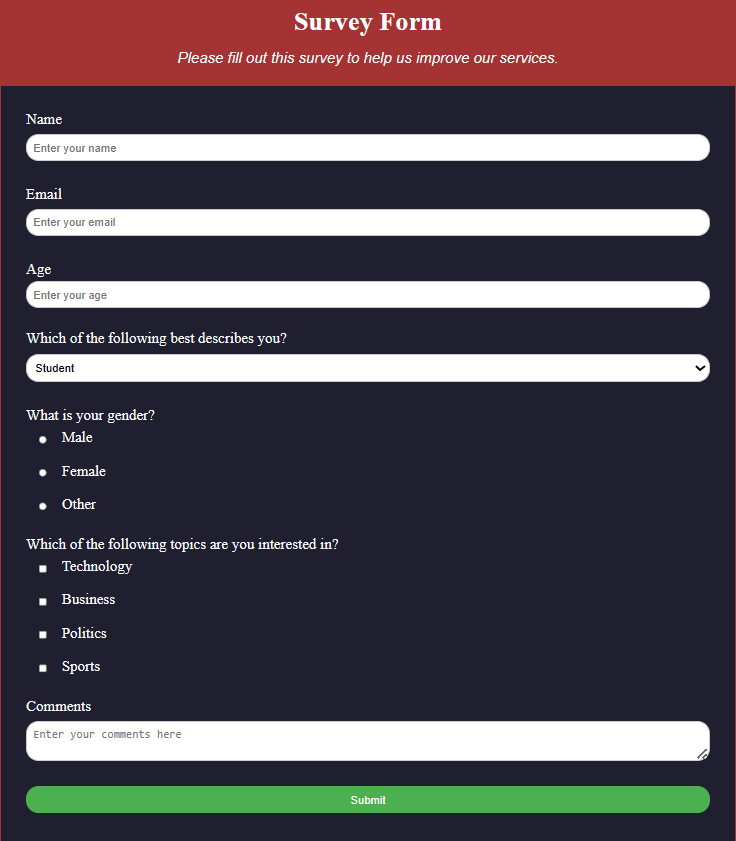 Survey Form
Please fill out this survey to help us improve our services.
Name
Enter your name
Email
Enter your email
Age
Enter your age
Which of the following best describes you?
Student
What is your gender?
Male
Female
Other
Which of the following topics are you interested in?
Technology
Business
Politics
Sports
Comments
Enter your comments here
Submit